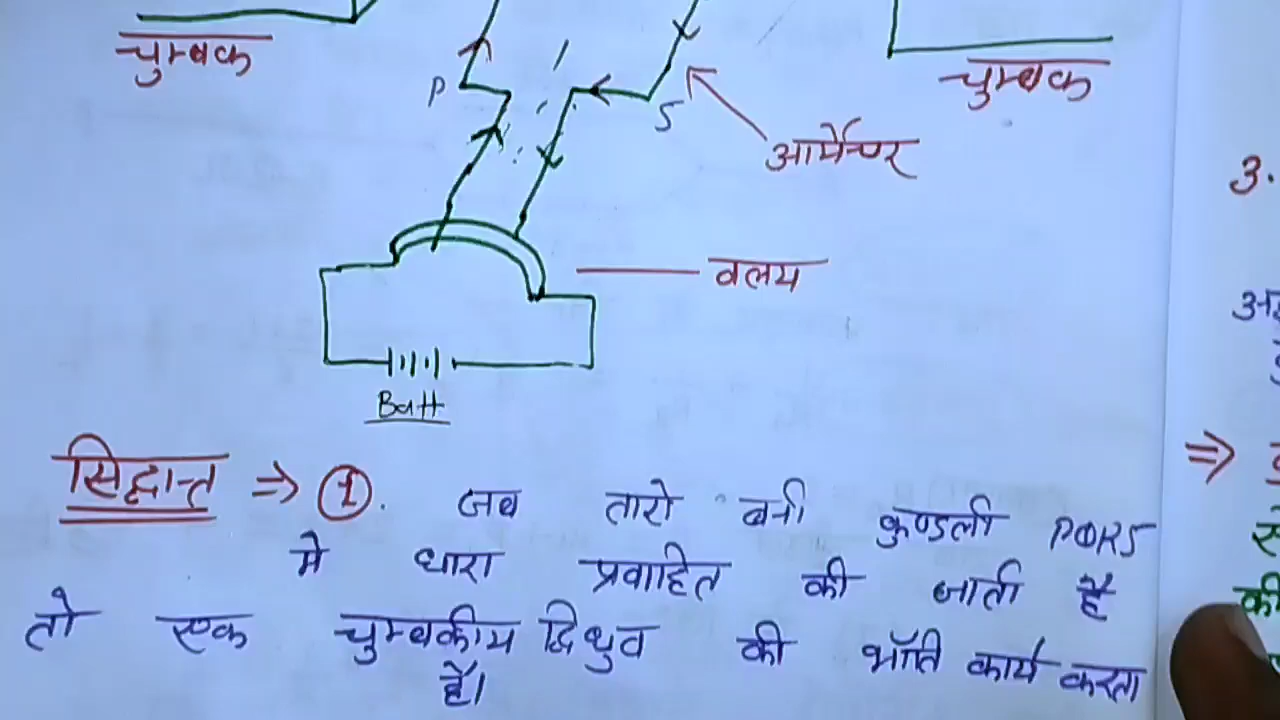 चुम्बक
चुम्बक
P
S
आर्मेचर
3.
वलय
Batt
सिद्धान्त ⇒ ①. जब तारो बनी कुण्डली PQRS
मे धारा प्रवाहित की जाती है
तो एक चुम्बकीय द्विध्रुव की भाँति कार्य करता
है।
⇒
की